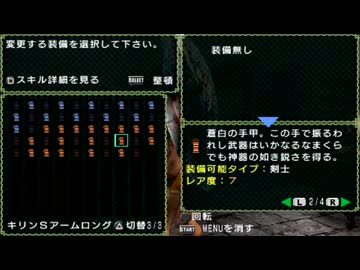 変更する装備を選択して下さい。
スキル詳細を見る SELECT 整頓
装備無し
蒼白の手甲。この手で振るわ
れし武器はいかなるなまくら
でも神器の如き鋭さを得る。
装備可能タイプ：剣士
レア度：7
L 2/4 R
キリンSアームロング 切替3/3
回転
START MENUを消す